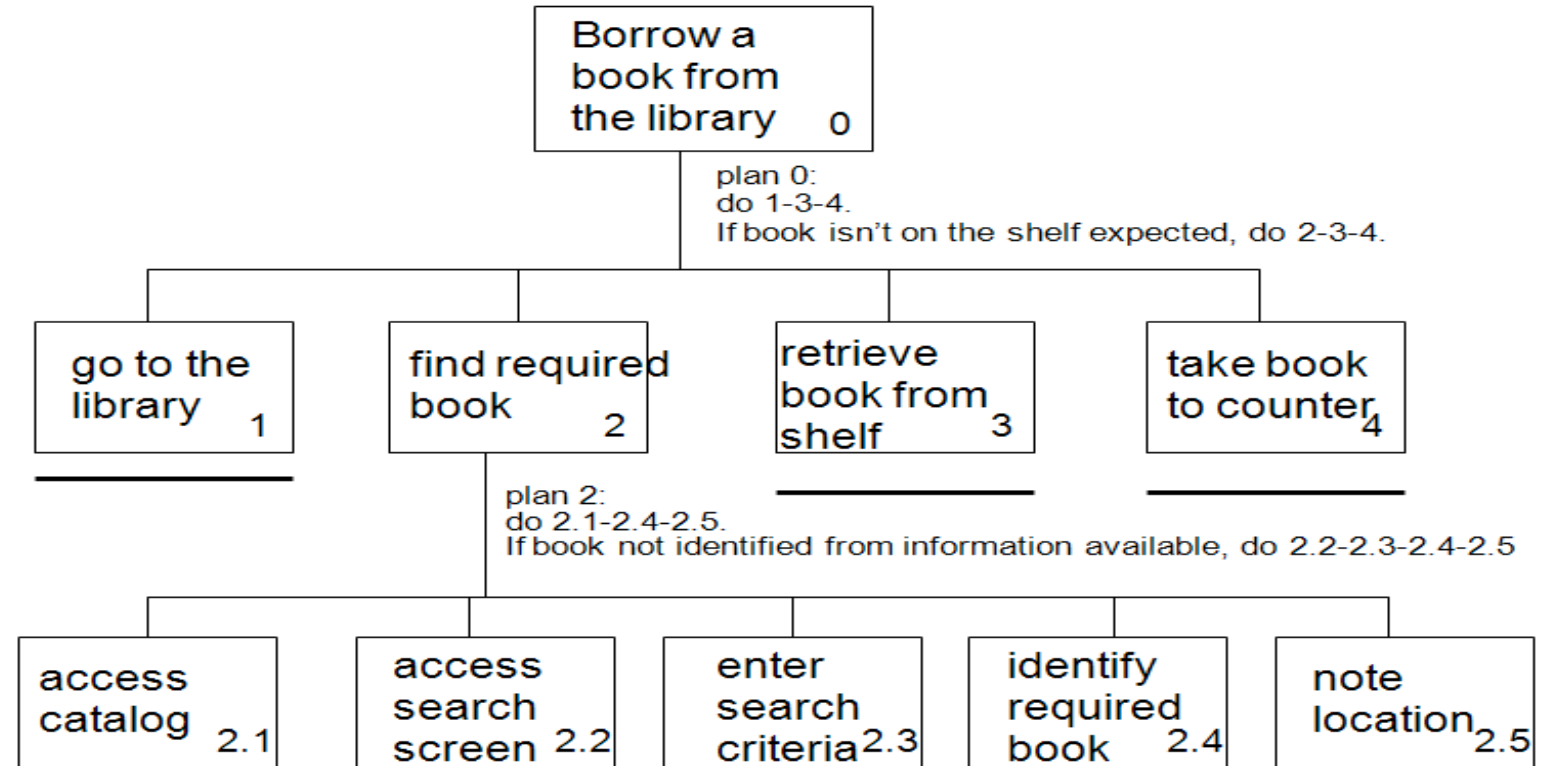 Borrow a
book from
the library 0
plan 0:
do 1-3-4.
If book isn't on the shelf expected, do 2-3-4.
go to the
library 1
find required
book 2
retrieve
book from
shelf 3
take book
to counter 4
plan 2:
do 2.1-2.4-2.5.
If book not identified from information available, do 2.2-2.3-2.4-2.5
access
catalog 2.1
access
search
screen 2.2
enter
search
criteria 2.3
identify
required
book 2.4
note
location 2.5